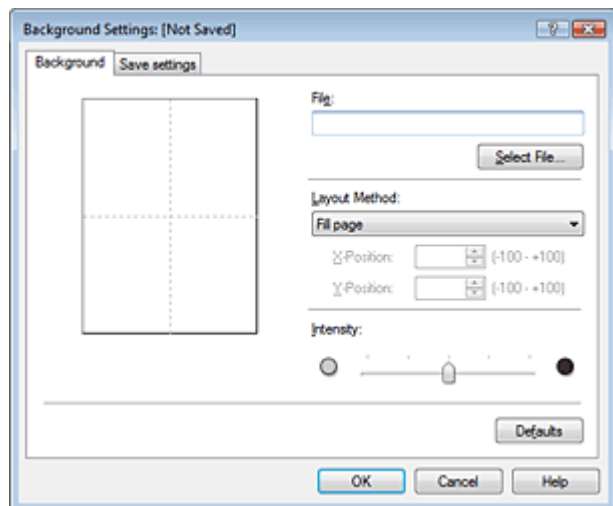 Background Settings: [Not Saved]
Background Save settings
File:
Select File...
Layout Method:
Fill page
X-Position: (-100 - +100)
Y-Position: (-100 - +100)
Intensity:
Defaults
OK Cancel Help